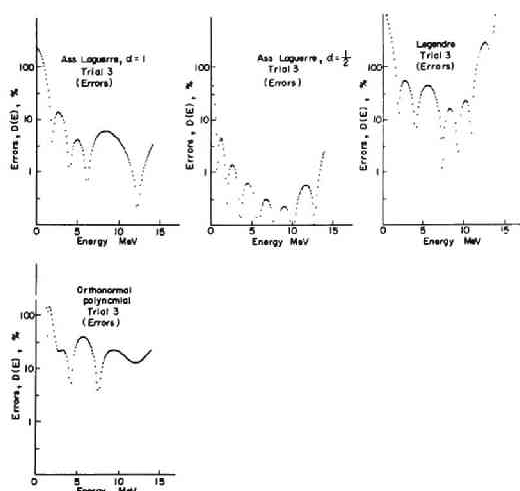 Ass Laguerre, α = 1
Trial 3
(Errors)
Errors, D(E), %
100
10
1
0 5 10 15
Energy MeV
Ass Laguerre, α = 1/2
Trial 3
(Errors)
Errors, D(E), %
100
10
1
0 5 10 15
Energy MeV
Legendre
Trial 3
(Errors)
Errors, D(E), %
100
10
1
0 5 10 15
Energy MeV
Orthonormal
polynomial
Trial 3
(Errors)
Errors, D(E), %
100
10
1
0 5 10 15
Energy MeV